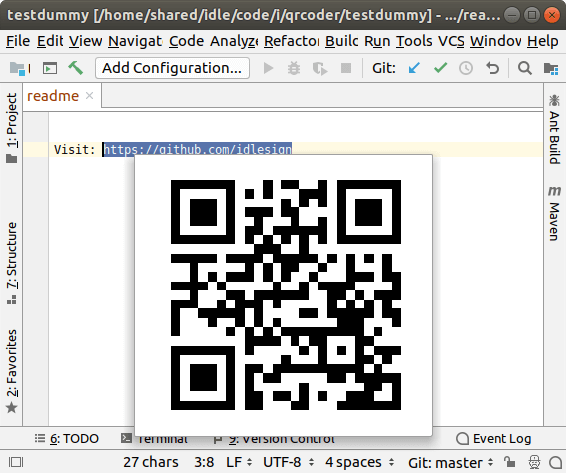 testdummy [/home/shared/idle/code/i/qrcoder/testdummy] - .../rea...
File Edit View Navigat Code Analyze Refactor Build Run Tools VCS Window Help
Add Configuration... Git:
1: Project
readme
Visit: https://github.com/idlesign
7: Structure
2: Favorites
Ant Build
m
Maven
6: TODO Terminal 9: Version Control Event Log
27 chars 3:8 LF UTF-8 4 spaces Git: master